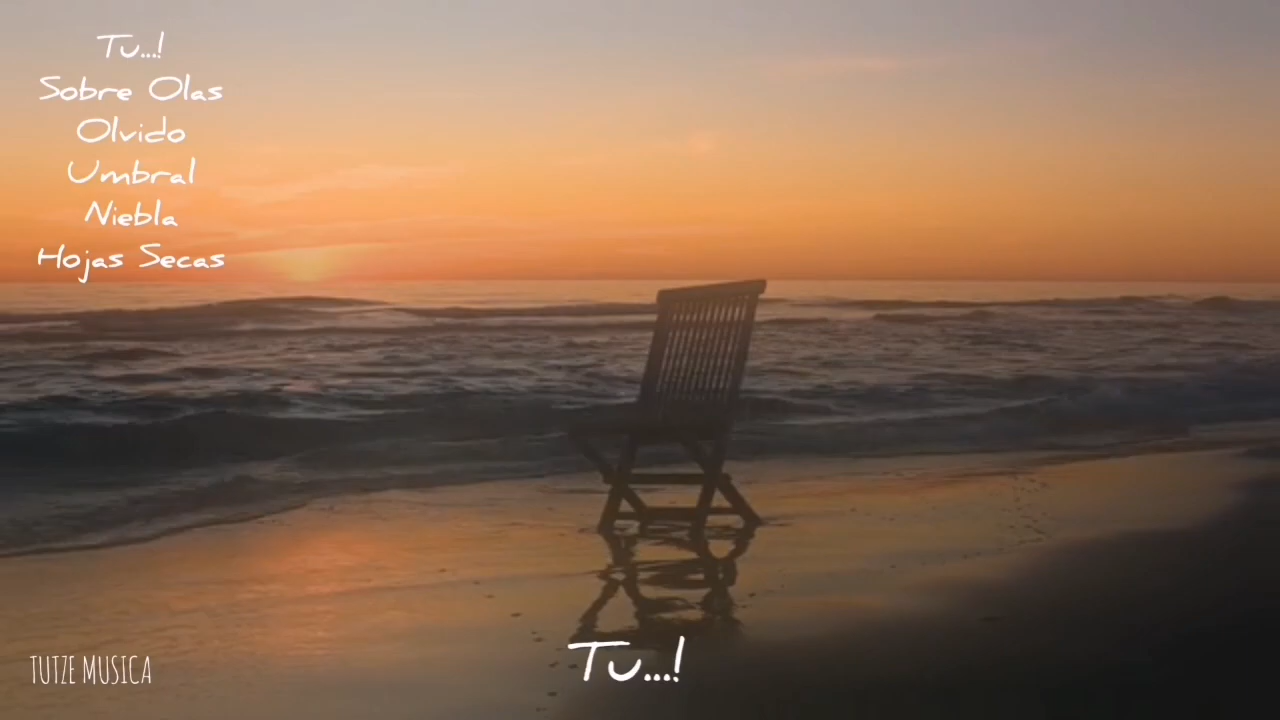 Tu...!
Sobre Olas
Olvido
Umbral
Niebla
Hojas Secas
TUTZE MUSICA
Tu...!